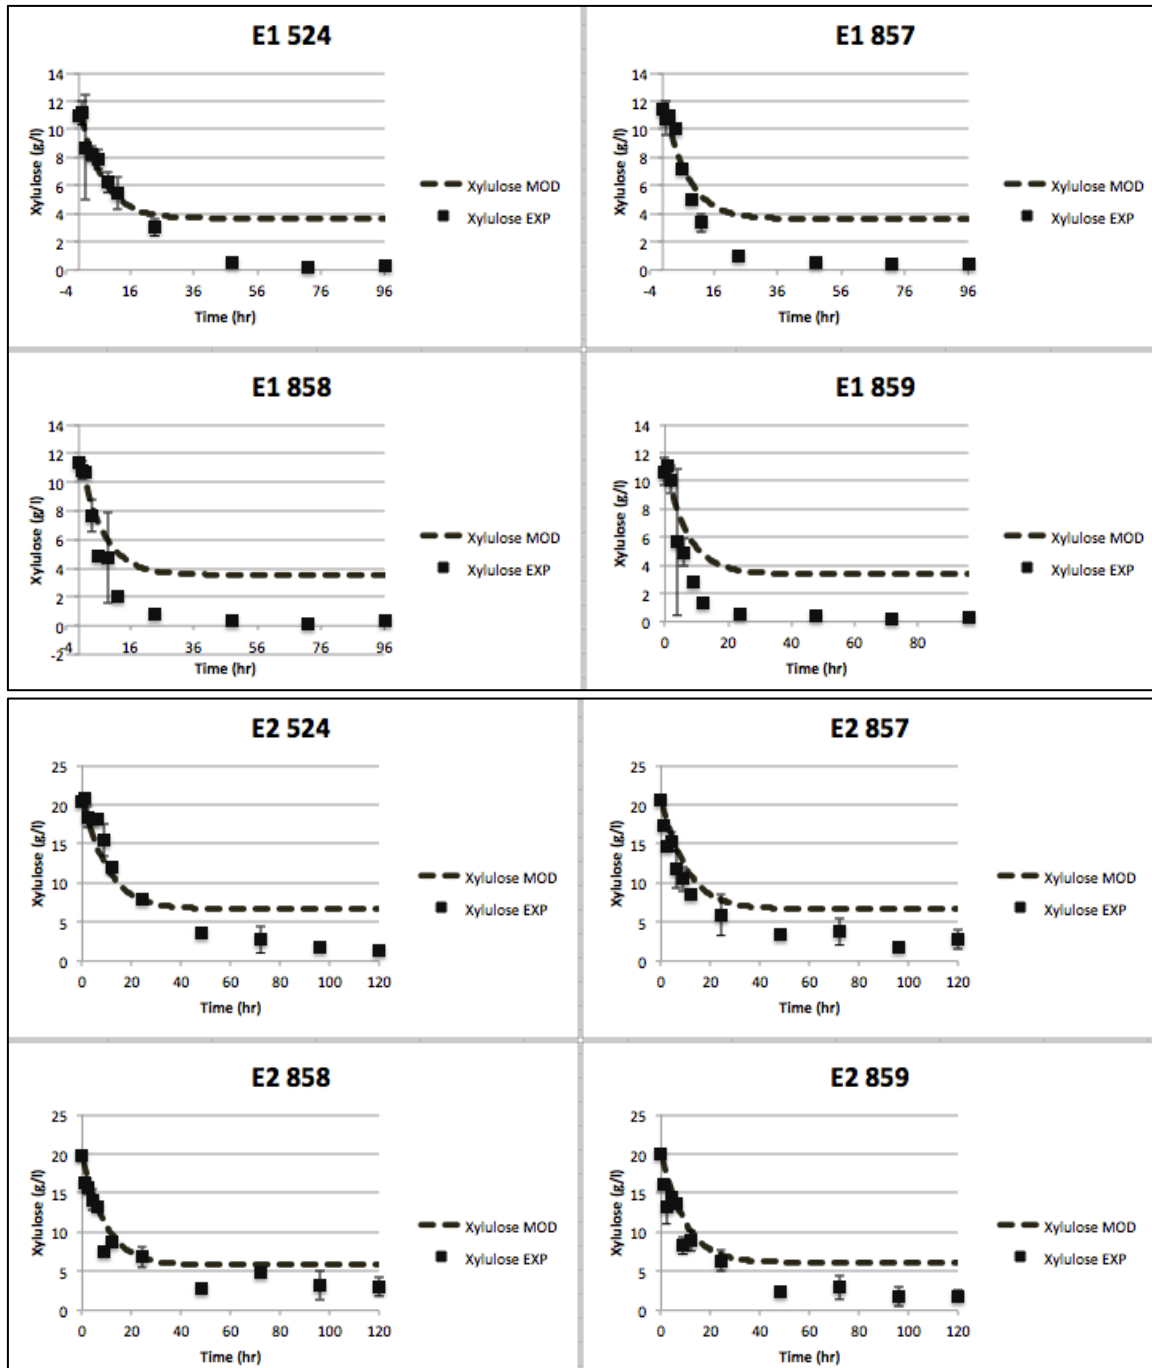 E1 524
14
12
10
8
6
4
2
0
-4 16 36 56 76 96
Xylulose (g/l)
Time (hr)
Xylulose MOD
Xylulose EXP
E1 857
14
12
10
8
6
4
2
0
-4 16 36 56 76 96
Xylulose (g/l)
Time (hr)
Xylulose MOD
Xylulose EXP
E1 858
14
12
10
8
6
4
2
0
-2
-4 16 36 56 76 96
Xylulose (g/l)
Time (hr)
Xylulose MOD
Xylulose EXP
E1 859
14
12
10
8
6
4
2
0
0 20 40 60 80
Xylulose (g/l)
Time (hr)
Xylulose MOD
Xylulose EXP
E2 524
25
20
15
10
5
0
0 20 40 60 80 100 120
Xylulose (g/l)
Time (hr)
Xylulose MOD
Xylulose EXP
E2 857
25
20
15
10
5
0
0 20 40 60 80 100 120
Xylulose (g/l)
Time (hr)
Xylulose MOD
Xylulose EXP
E2 858
25
20
15
10
5
0
0 20 40 60 80 100 120
Xylulose (g/l)
Time (hr)
Xylulose MOD
Xylulose EXP
E2 859
25
20
15
10
5
0
0 20 40 60 80 100 120
Xylulose (g/l)
Time (hr)
Xylulose MOD
Xylulose EXP